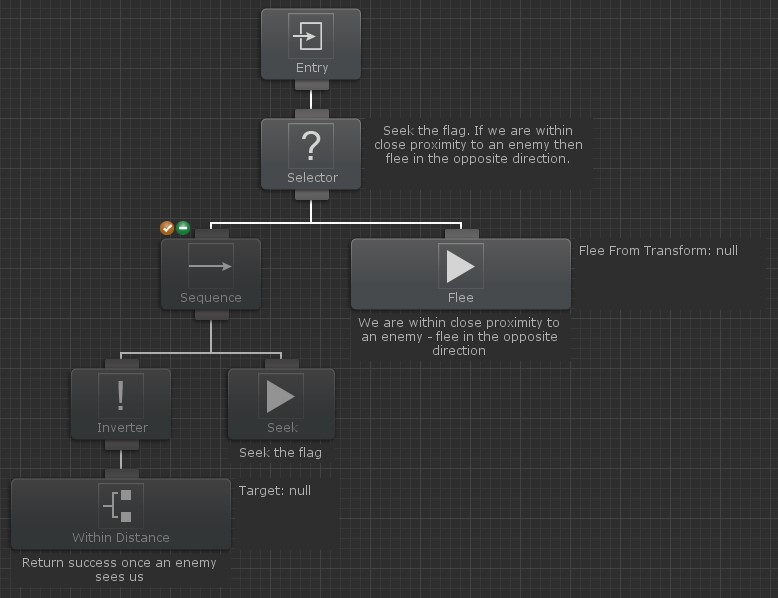 Entry
Seek the flag. If we are within
close proximity to an enemy then
flee in the opposite direction.
?
Selector
Sequence
Flee
Flee From Transform: null
We are within close proximity to
an enemy - flee in the opposite
direction
!
Inverter
Seek
Seek the flag
Within Distance
Target: null
Return success once an enemy
sees us